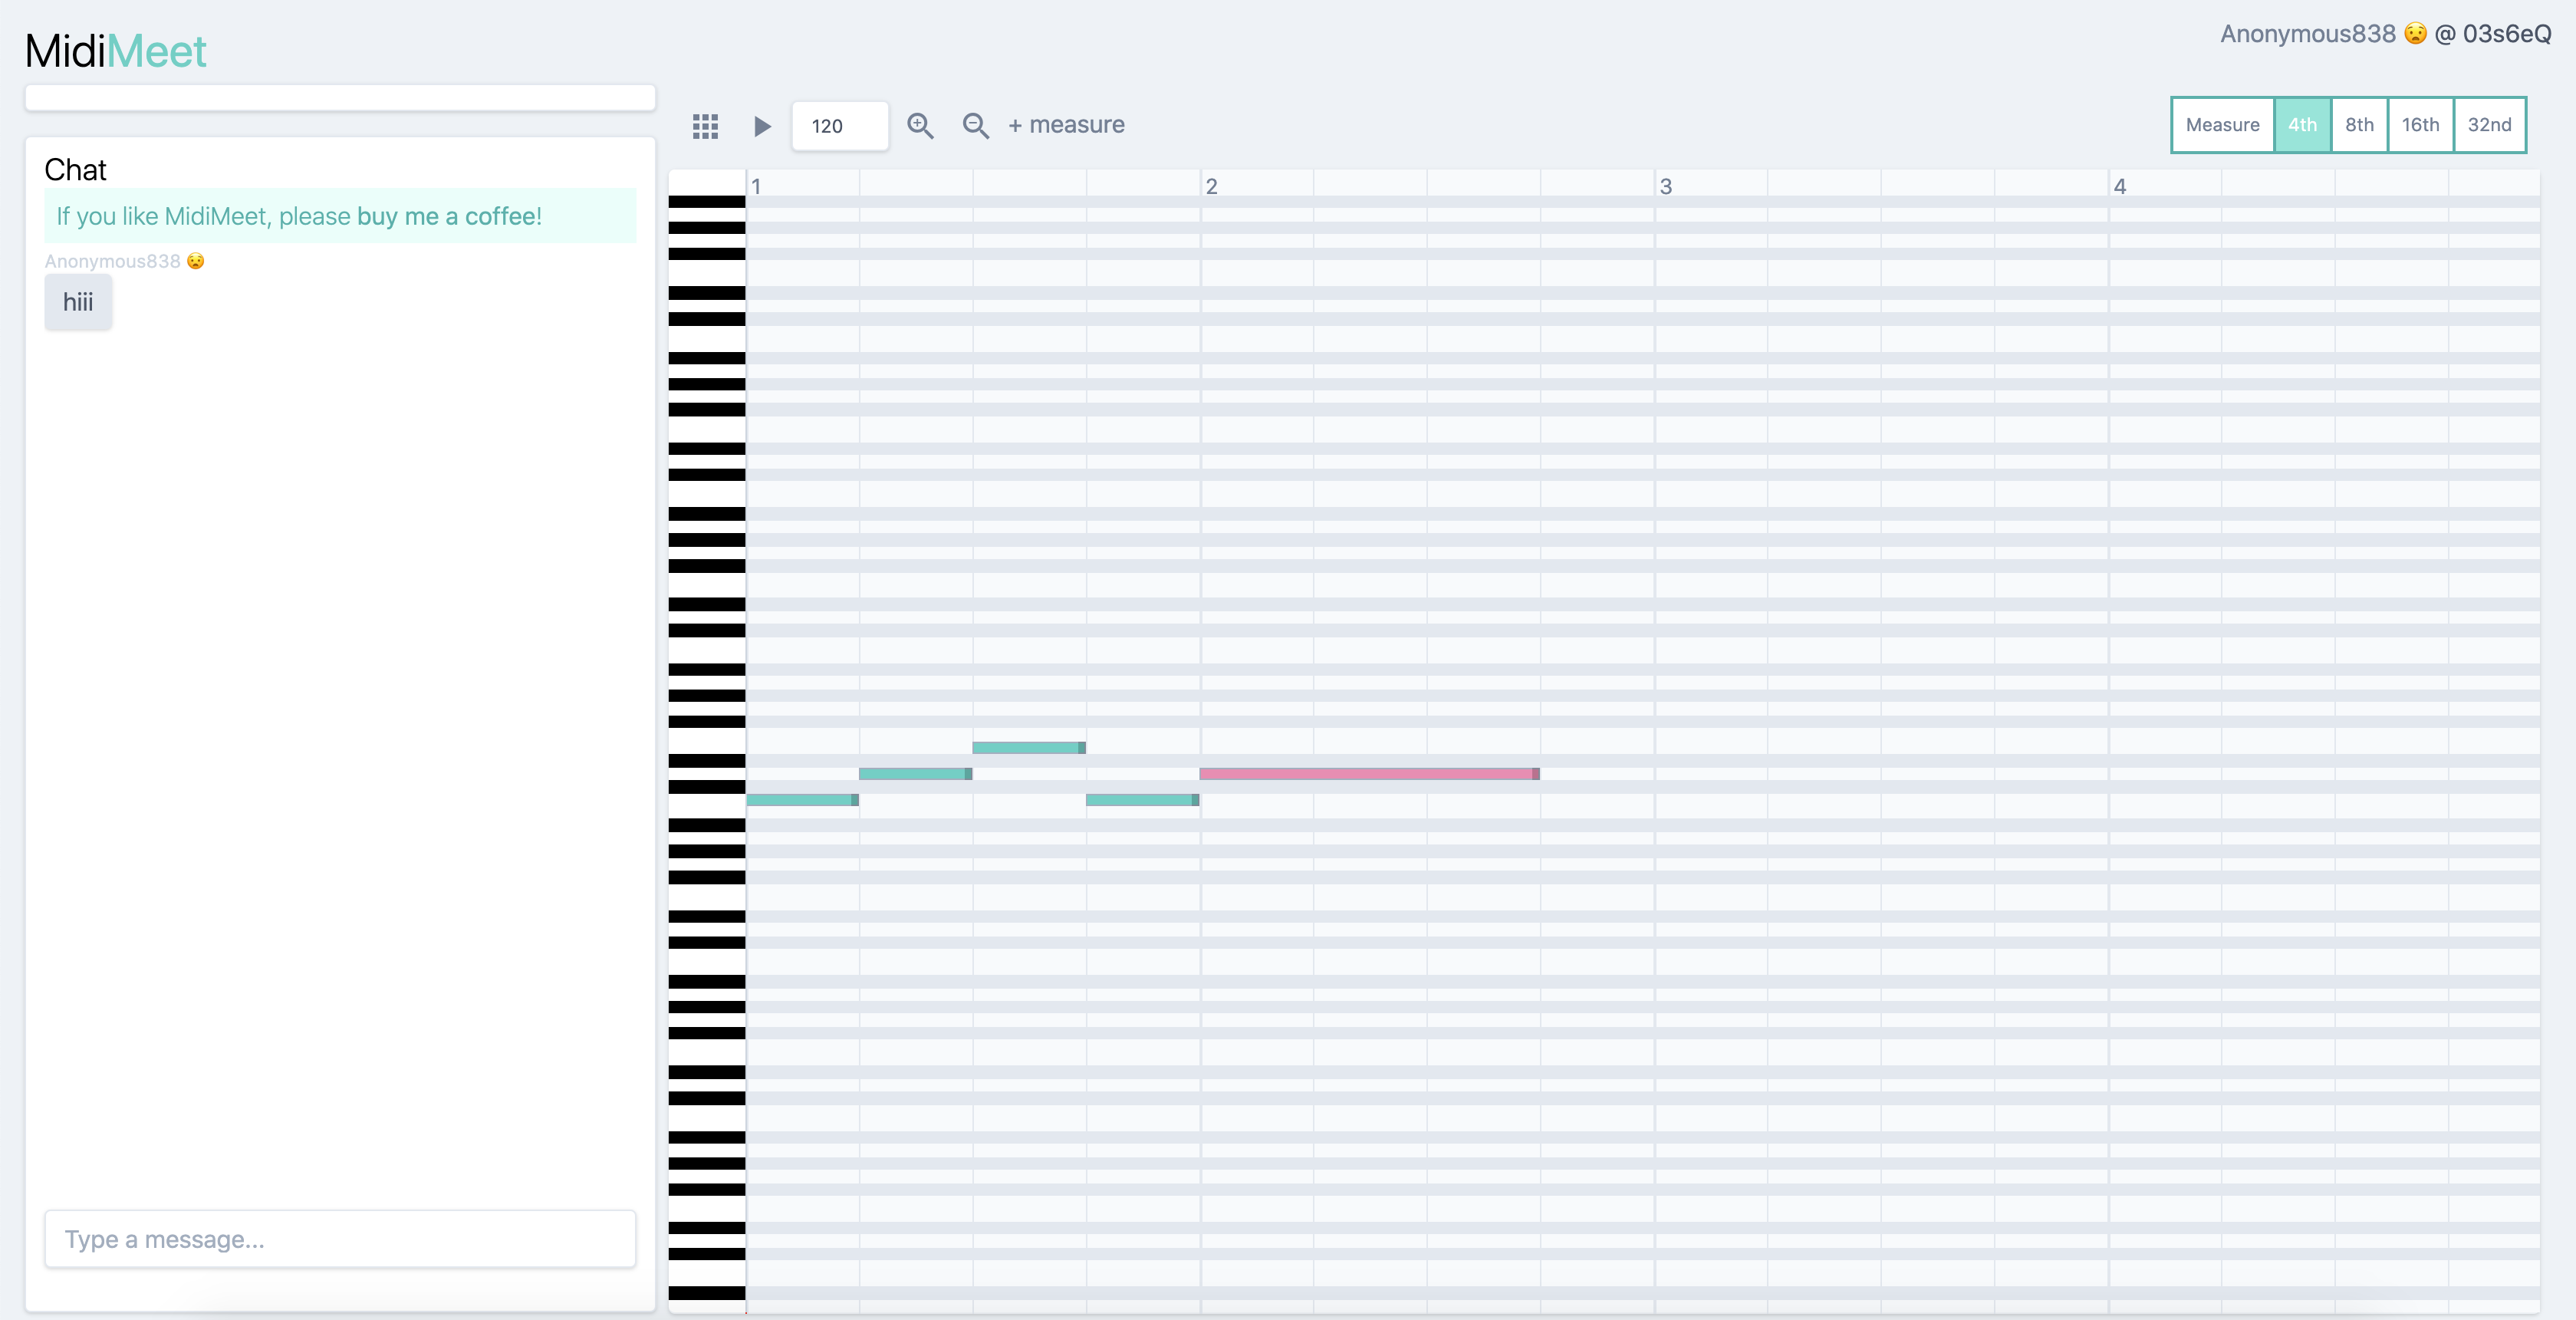 MidiMeet
Anonymous838 😧 @ 03s6eQ
120
+ measure
Measure
4th
8th
16th
32nd
Chat
If you like MidiMeet, please buy me a coffee!
Anonymous838 😧
hiii
Type a message...
1
2
3
4